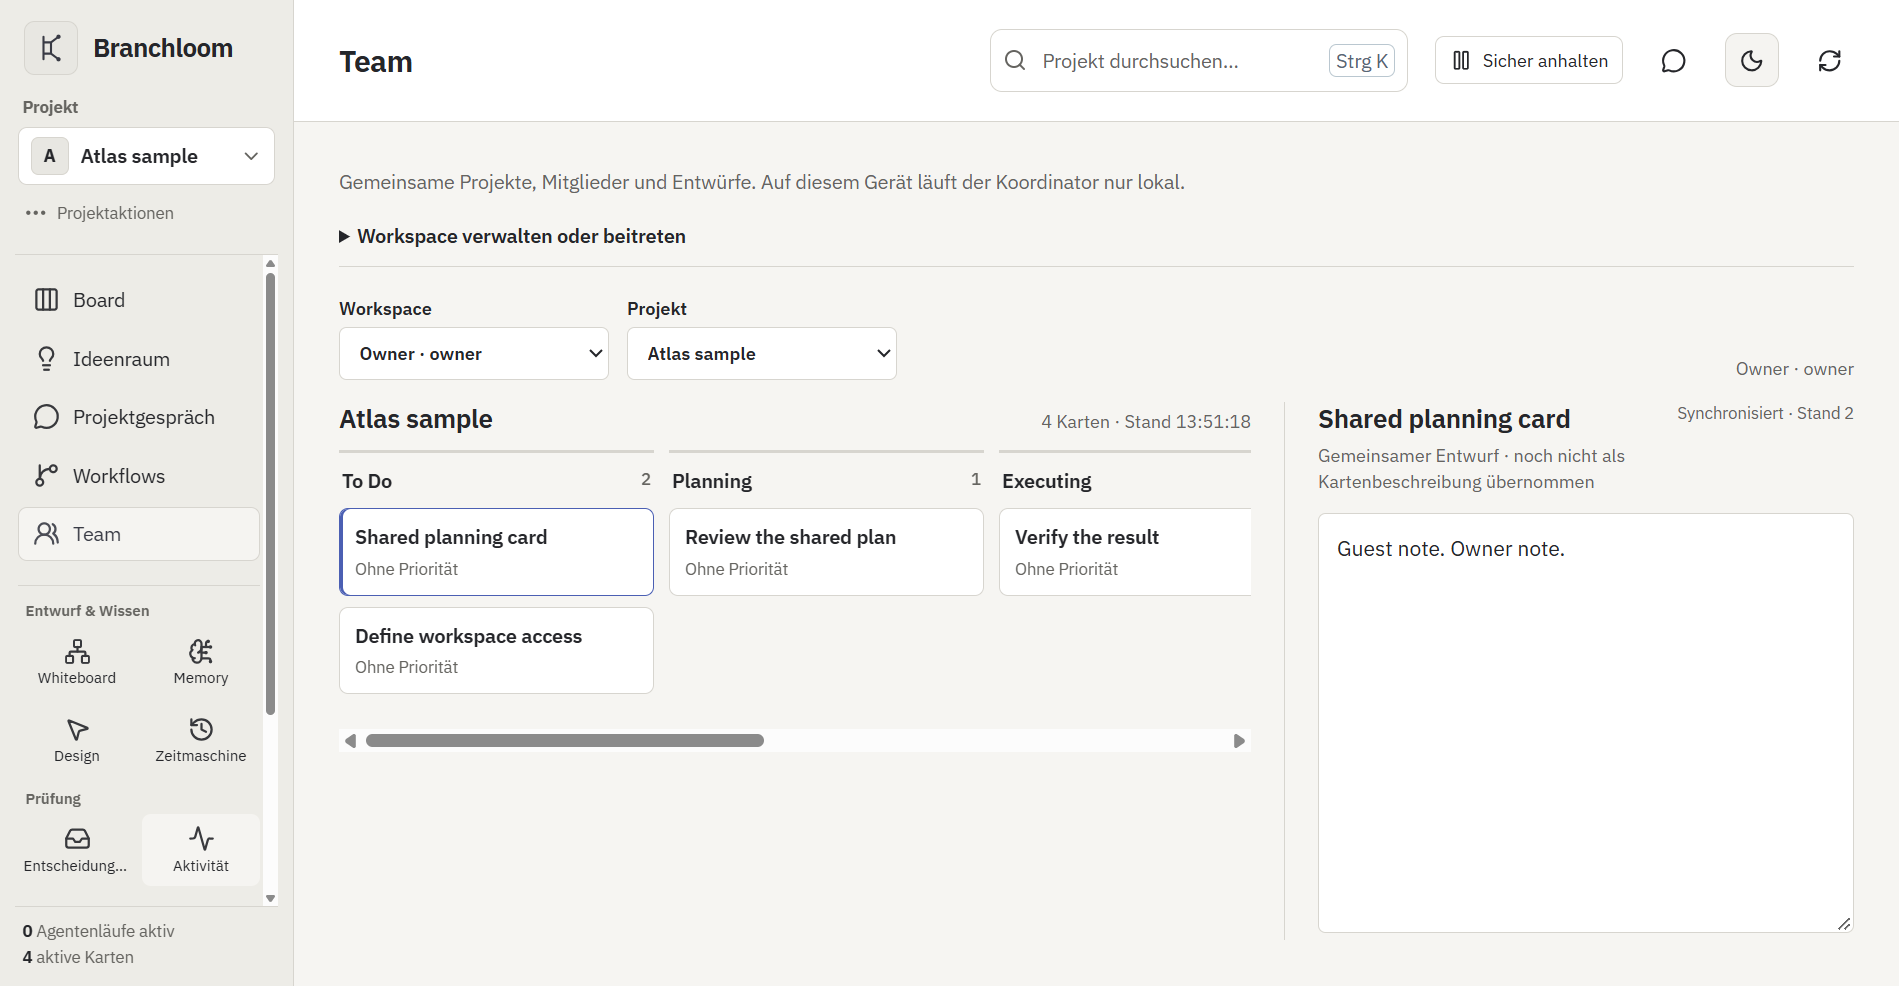 Branchloom
Projekt
A Atlas sample
Projektaktionen
Board
Ideenraum
Projektgespräch
Workflows
Team
Entwurf & Wissen
Whiteboard
Memory
Design
Zeitmaschine
Prüfung
Entscheidung...
Aktivität
0 Agentenläufe aktiv
4 aktive Karten
Team
Projekt durchsuchen...
Strg K
Sicher anhalten
Gemeinsame Projekte, Mitglieder und Entwürfe. Auf diesem Gerät läuft der Koordinator nur lokal.
Workspace verwalten oder beitreten
Workspace
Owner · owner
Projekt
Atlas sample
Owner · owner
Atlas sample
4 Karten · Stand 13:51:18
To Do 2
Shared planning card
Ohne Priorität
Define workspace access
Ohne Priorität
Planning 1
Review the shared plan
Ohne Priorität
Executing
Verify the result
Ohne Priorität
Shared planning card
Synchronisiert · Stand 2
Gemeinsamer Entwurf · noch nicht als
Kartenbeschreibung übernommen
Guest note. Owner note.